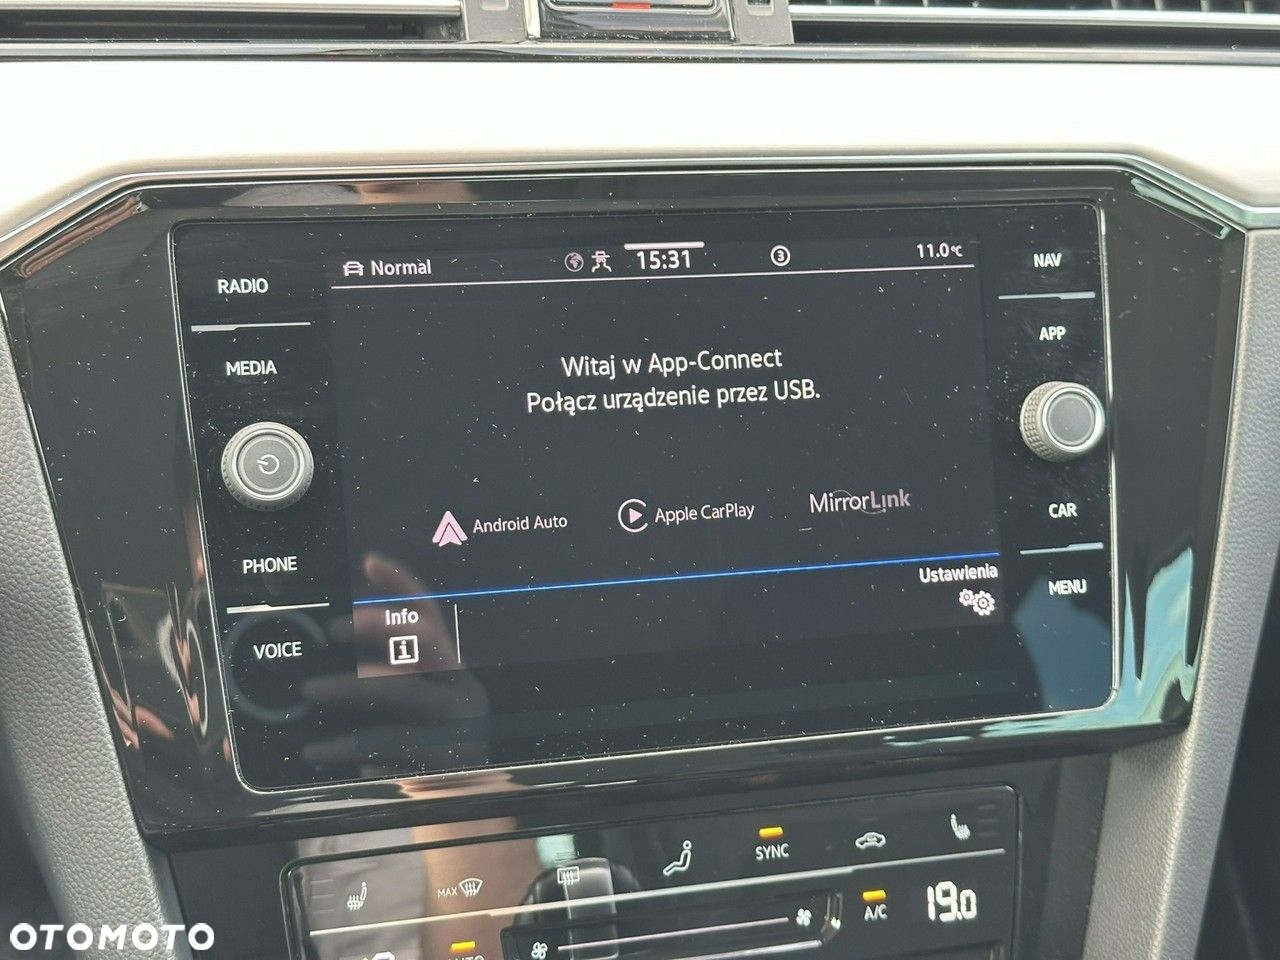 RADIO
MEDIA
PHONE
VOICE
Normal
15:31
3
11.0°C
Witaj w App-Connect
Połącz urządzenie przez USB.
Android Auto
Apple CarPlay
MirrorLink
Info
i
Ustawienia
NAV
APP
CAR
MENU
MAX
SYNC
A/C
19.0
AUTO
OTOMOTO